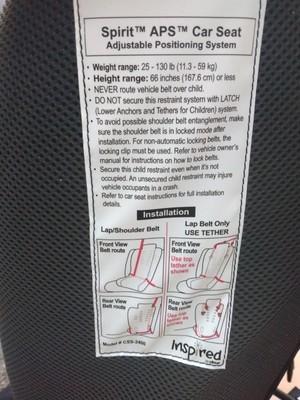 Spirit™ APS™ Car Seat
Adjustable Positioning System
• Weight range: 25 - 130 lb (11.3 - 59 kg)
• Height range: 66 inches (167.6 cm) or less
• NEVER route vehicle belt over child.
• DO NOT secure this restraint system with LATCH
(Lower Anchors and Tethers for Children) system.
• To avoid possible shoulder belt entanglement, make
sure the shoulder belt is in locked mode after
installation. For non-automatic locking belts, the
locking clip must be used. Refer to vehicle owner's
manual for instructions on how to lock belts.
• Secure this child restraint even when it's not
occupied. An unsecured child restraint may injure
vehicle occupants in a crash.
• Refer to car seat instructions for full installation
details.
Installation
Lap/Shoulder Belt
Front View
Belt route
Rear View
Belt route
Lap Belt Only
USE TETHER
Front View
Belt route
Use top
tether as
shown
Rear View
Belt route
Use top
tether as
Model # CSS-2400
Inspired